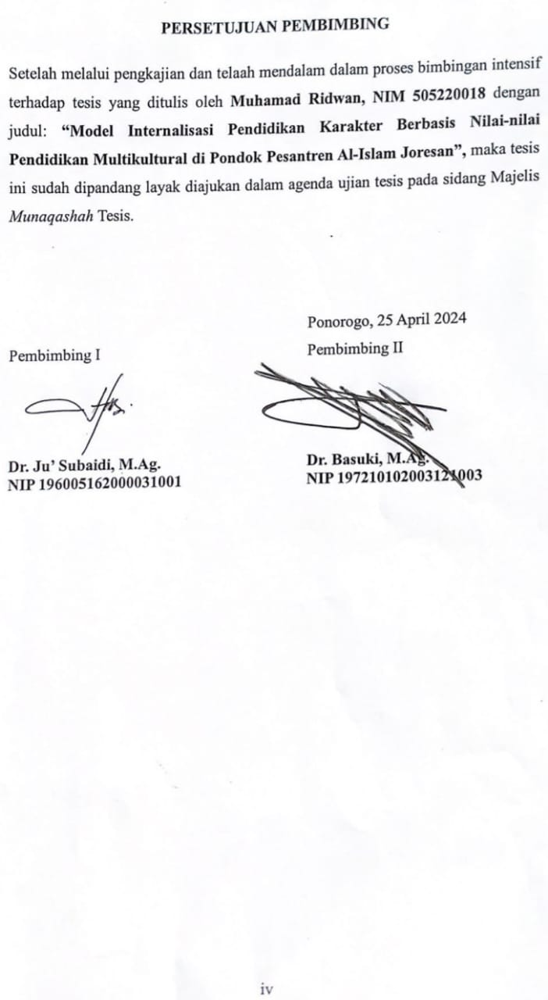 PERSETUJUAN PEMBIMBING
Setelah melalui pengkajian dan telaah mendalam dalam proses bimbingan intensif
terhadap tesis yang ditulis oleh Muhamad Ridwan, NIM 505220018 dengan
judul: “Model Internalisasi Pendidikan Karakter Berbasis Nilai-nilai
Pendidikan Multikultural di Pondok Pesantren Al-Islam Joresan”, maka tesis
ini sudah dipandang layak diajukan dalam agenda ujian tesis pada sidang Majelis
Munaqashah Tesis.
Ponorogo, 25 April 2024
Pembimbing I
Pembimbing II
Dr. Ju’ Subaidi, M.Ag.
NIP 196005162000031001
Dr. Basuki, M.Ag.
NIP 197210102003121003
iv